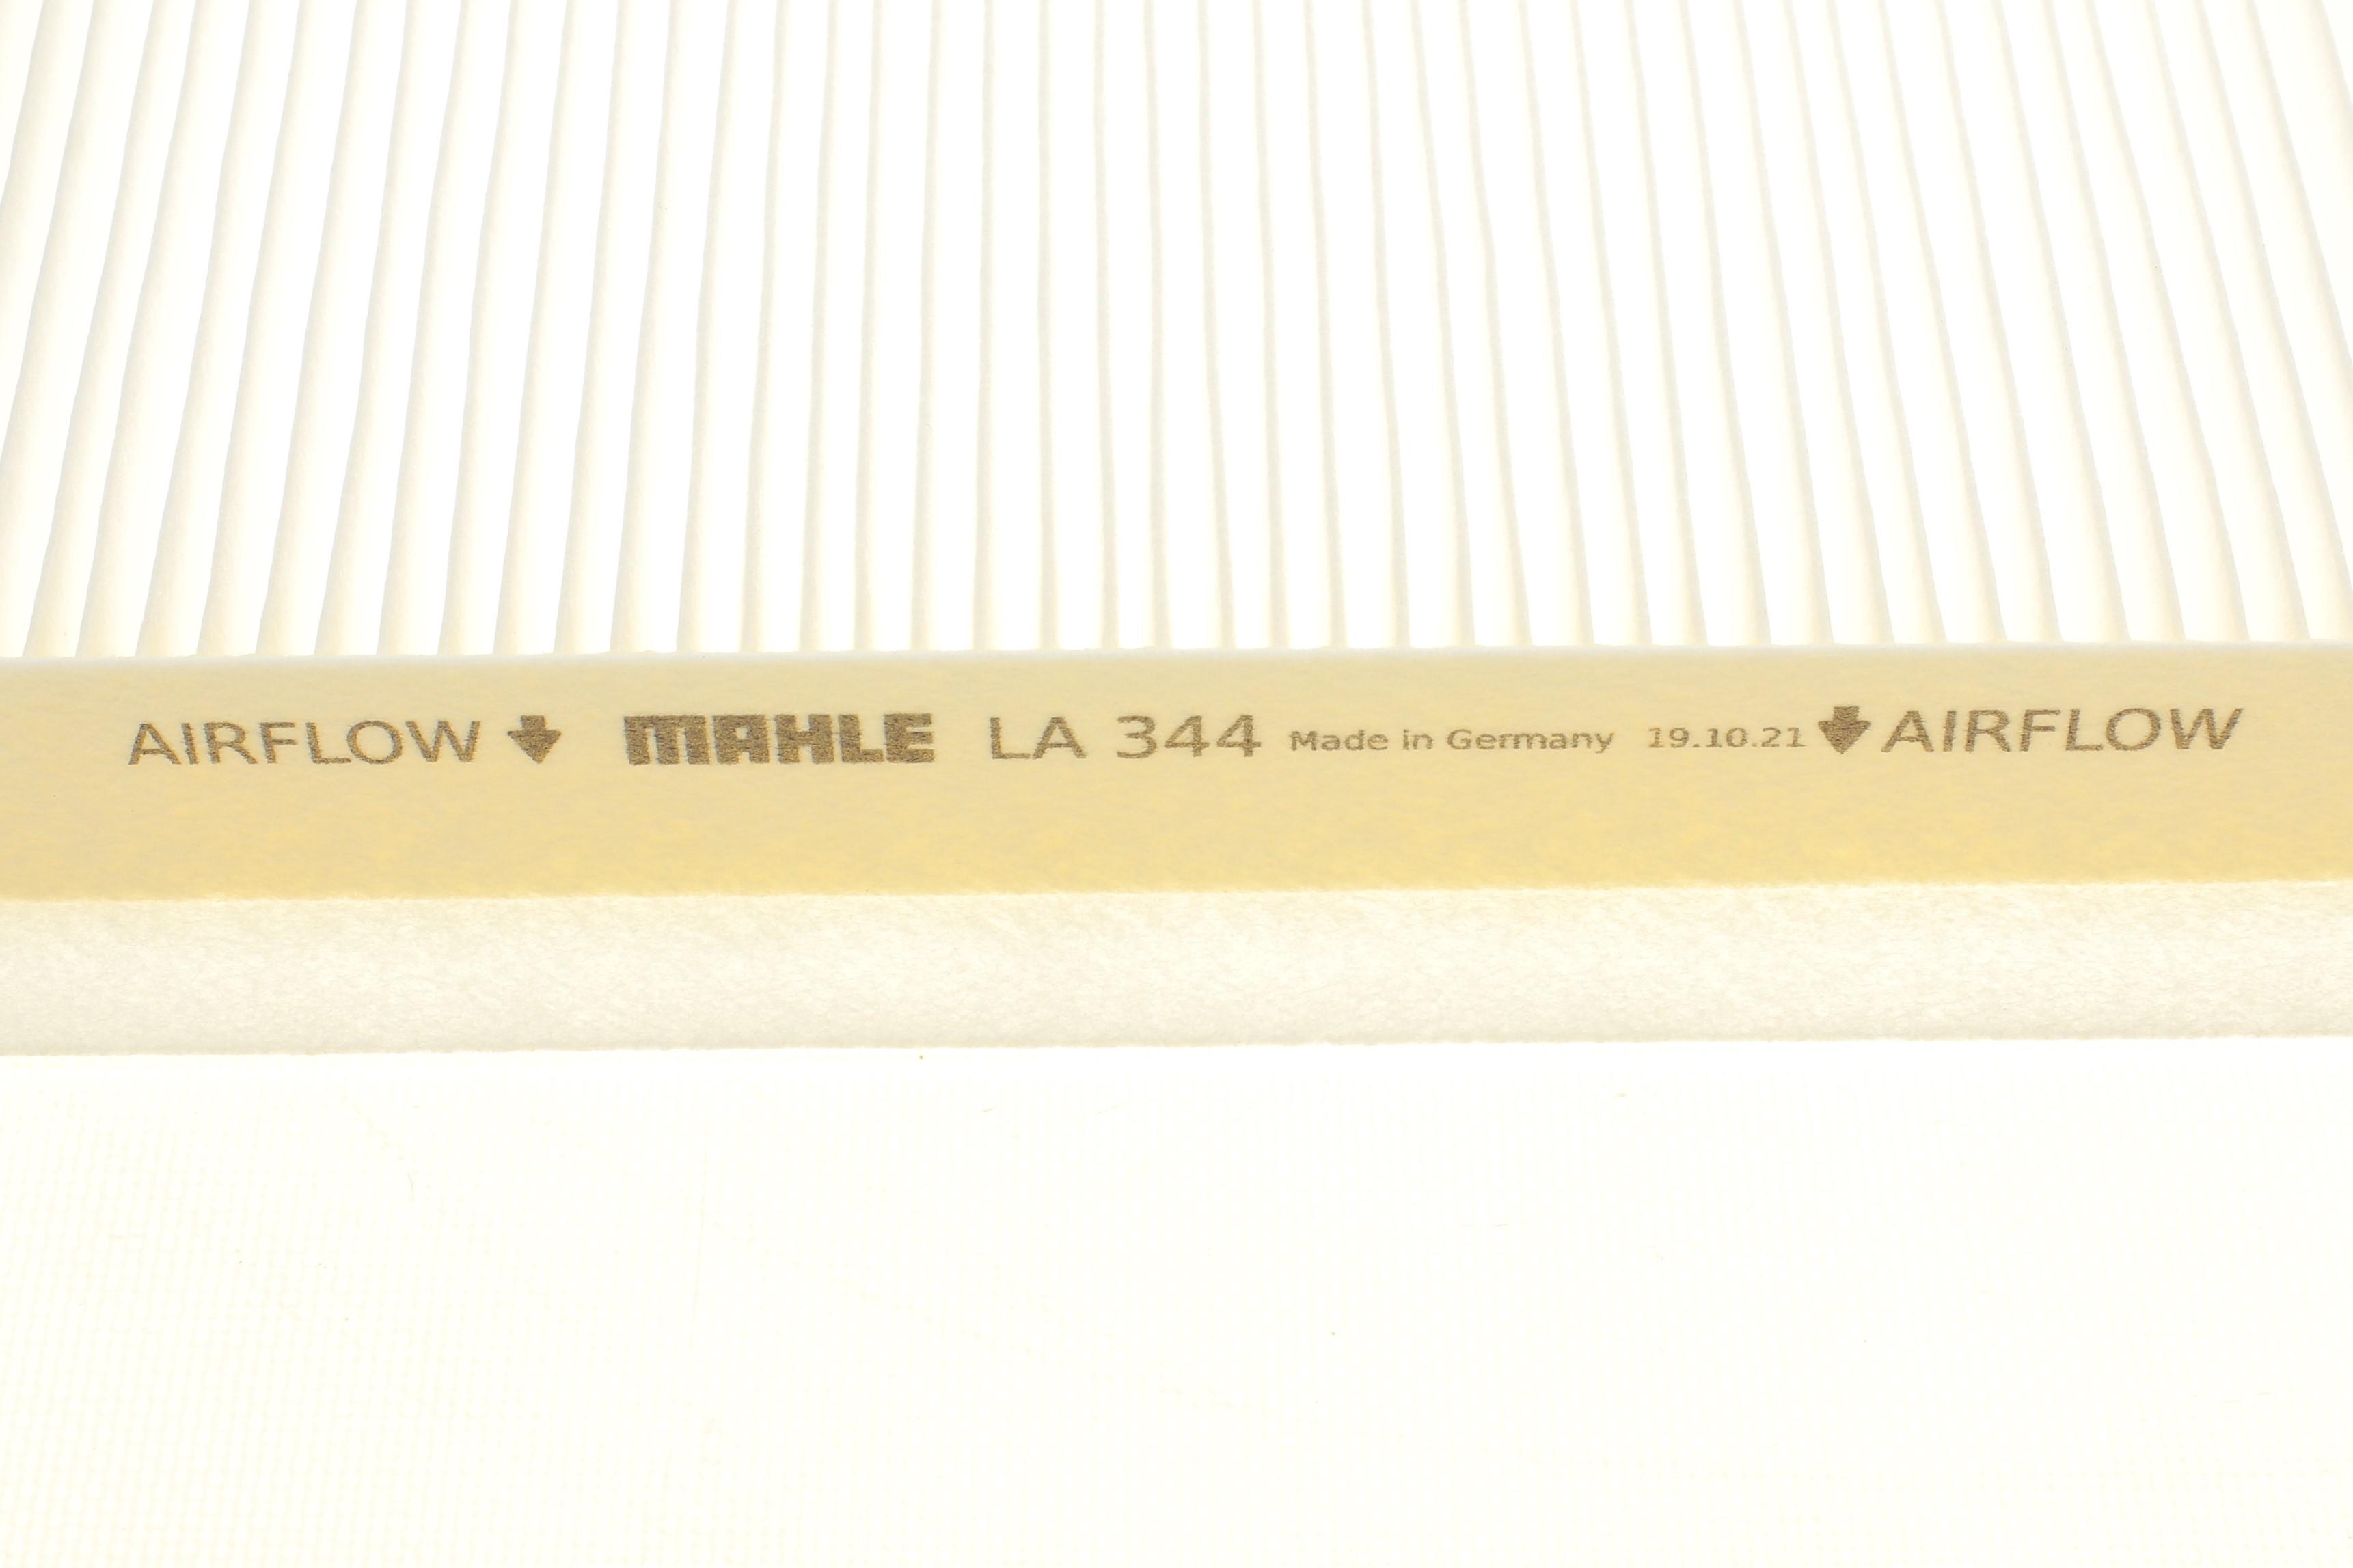 AIRFLOW MAHLE LA 344 Made in Germany 19.10.21 AIRFLOW